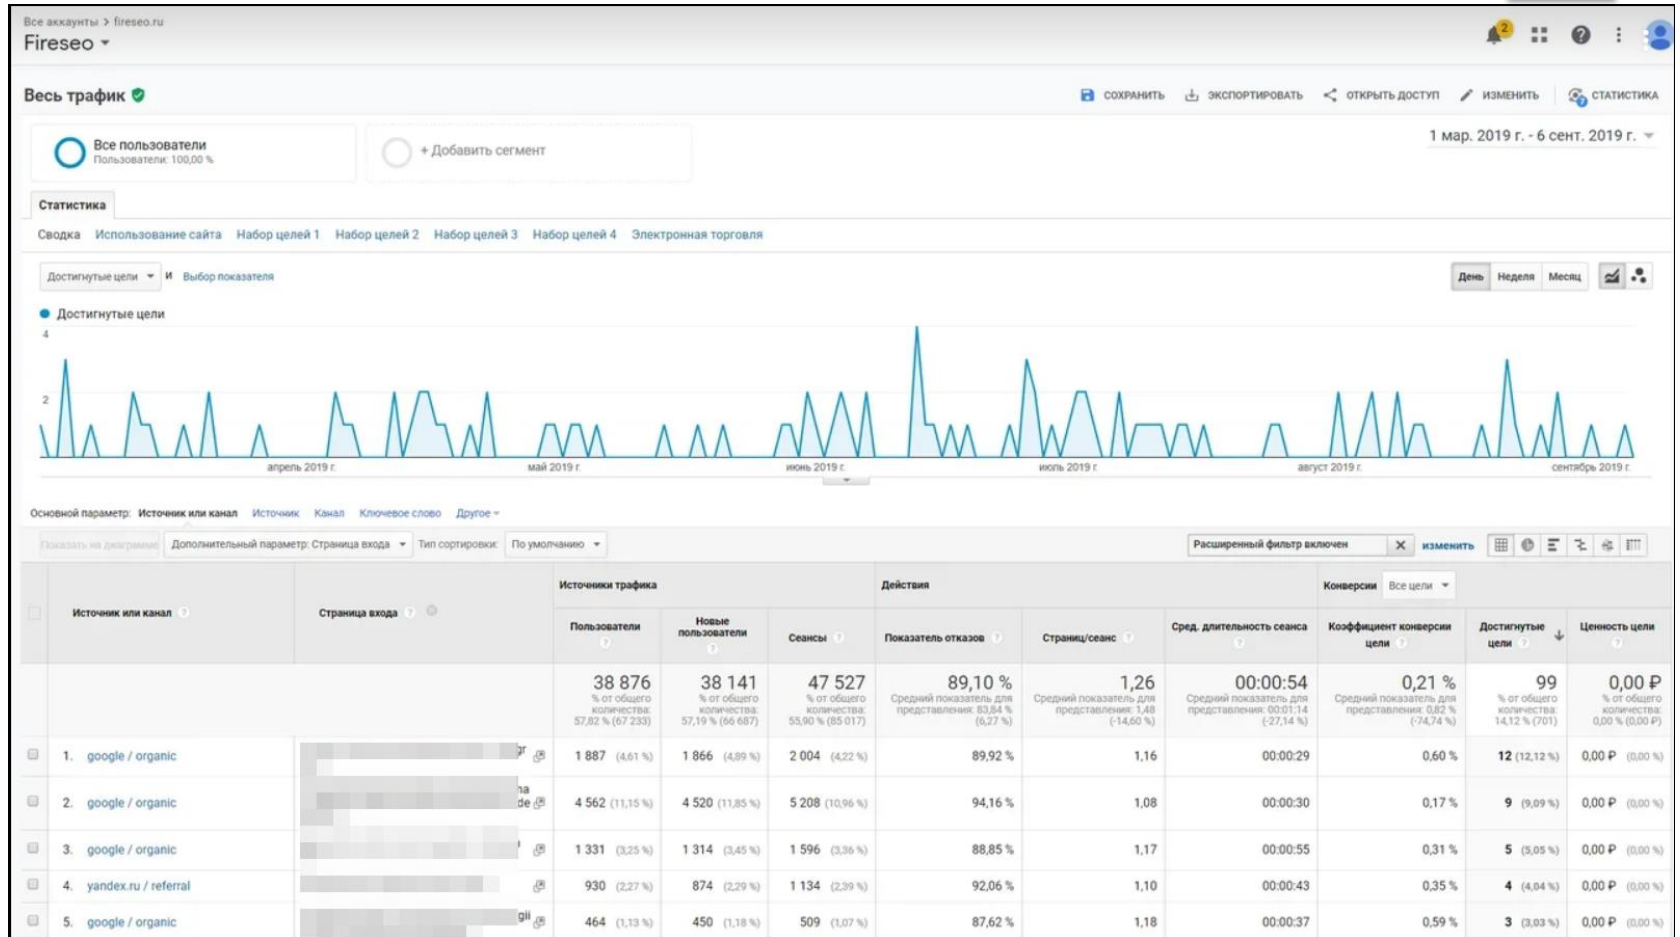 Все аккаунты > fireseo.ru
Fireseo
2
Весь трафик
СОХРАНИТЬ ЭКСПОРТИРОВАТЬ ОТКРЫТЬ ДОСТУП ИЗМЕНИТЬ СТАТИСТИКА
1 мар. 2019 г. - 6 сент. 2019 г.
Все пользователи
Пользователи: 100,00 %
+ Добавить сегмент
Статистика
Сводка Использование сайта Набор целей 1 Набор целей 2 Набор целей 3 Набор целей 4 Электронная торговля
Достигнутые цели и Выбор показателя
День Неделя Месяц
Достигнутые цели
4
2
апрель 2019 г. май 2019 г. июнь 2019 г. июль 2019 г. август 2019 г. сентябрь 2019 г.
Основной параметр: Источник или канал Источник Канал Ключевое слово Другое
Показать на диаграмме Дополнительный параметр: Страница входа Тип сортировки: По умолчанию
Расширенный фильтр включен изменить
Источник или канал ? Страница входа ?
Источники трафика Действия Конверсии Все цели
Пользователи ? Новые пользователи ? Сеансы ? Показатель отказов ? Страниц/сеанс ? Сред. длительность сеанса ? Коэффициент конверсии цели ? Достигнутые цели ? Ценность цели ?
38 876 38 141 47 527 89,10 % 1,26 00:00:54 0,21 % 99 0,00 ₽
% от общего количества: 57,82 % (67 233) % от общего количества: 57,19 % (66 687) % от общего количества: 55,90 % (85 017) Средний показатель для представления: 83,84 % (6,27 %) Средний показатель для представления: 1,48 (-14,60 %) Средний показатель для представления: 00:01:14 (-27,14 %) Средний показатель для представления: 0,82 % (-74,74 %) % от общего количества: 14,12 % (701) % от общего количества: 0,00 % (0,00 ₽)
1. google / organic gr 1 887 (4,61 %) 1 866 (4,89 %) 2 004 (4,22 %) 89,92 % 1,16 00:00:29 0,60 % 12 (12,12 %) 0,00 ₽ (0,00 %)
2. google / organic de 4 562 (11,15 %) 4 520 (11,85 %) 5 208 (10,96 %) 94,16 % 1,08 00:00:30 0,17 % 9 (9,09 %) 0,00 ₽ (0,00 %)
3. google / organic 1 331 (3,25 %) 1 314 (3,45 %) 1 596 (3,36 %) 88,85 % 1,17 00:00:55 0,31 % 5 (5,05 %) 0,00 ₽ (0,00 %)
4. yandex.ru / referral 930 (2,27 %) 874 (2,29 %) 1 134 (2,39 %) 92,06 % 1,10 00:00:43 0,35 % 4 (4,04 %) 0,00 ₽ (0,00 %)
5. google / organic gii 464 (1,13 %) 450 (1,18 %) 509 (1,07 %) 87,62 % 1,18 00:00:37 0,59 % 3 (3,03 %) 0,00 ₽ (0,00 %)